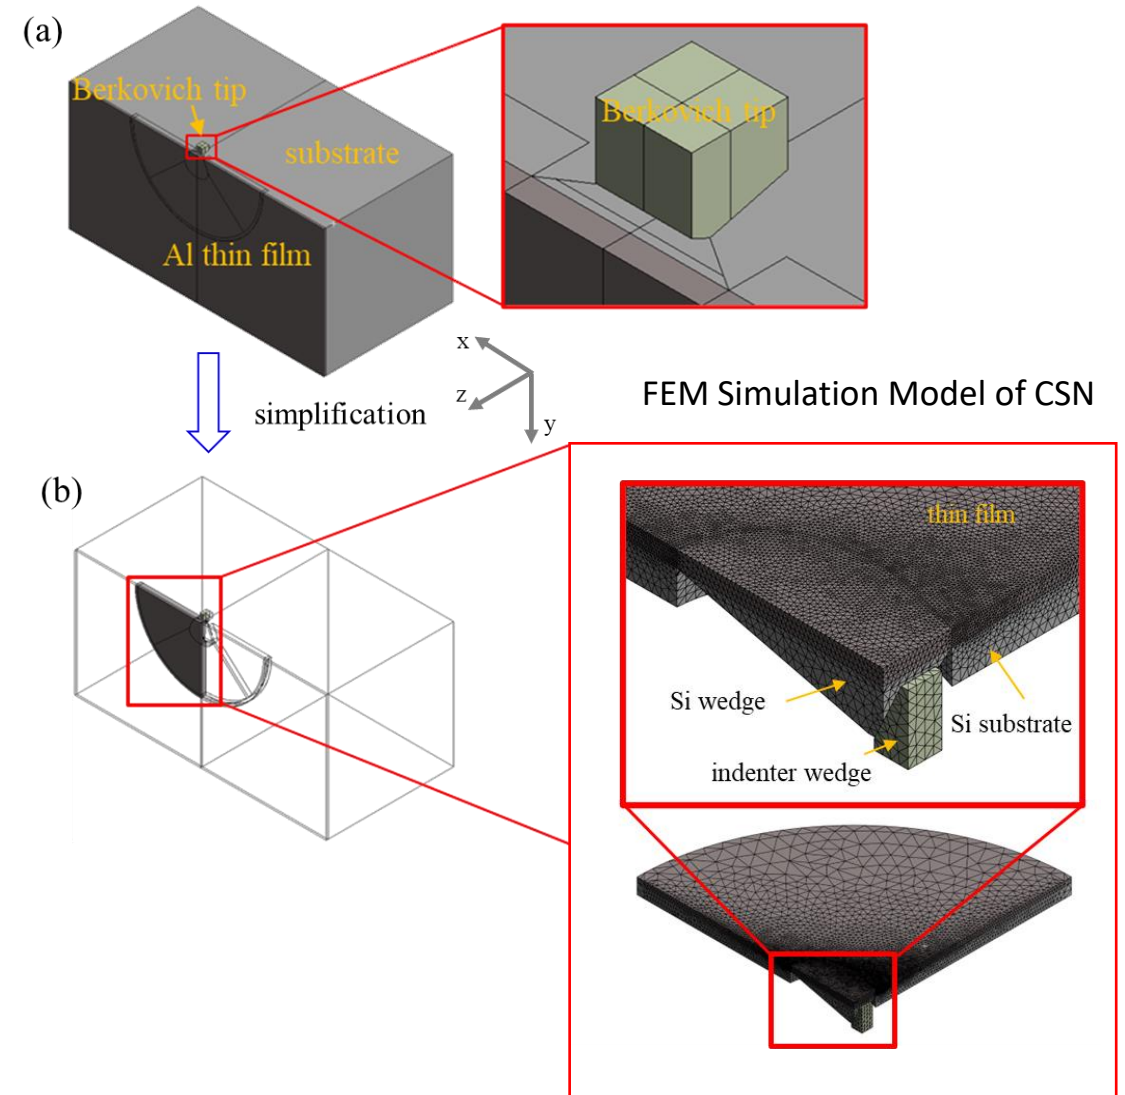 (a)
Berkovich tip
substrate
Al thin film
Berkovich tip
x
z
y
simplification
FEM Simulation Model of CSN
(b)
thin film
Si wedge
Si substrate
indenter wedge